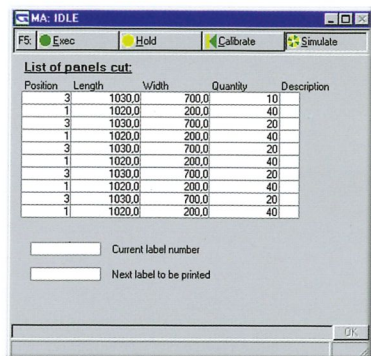 MA: IDLE
F5: Exec Hold Calibrate Simulate
List of panels cut:
Position Length Width Quantity Description
3 1030,0 700,0 10
1 1020,0 200,0 40
3 1030,0 700,0 20
1 1020,0 200,0 40
3 1030,0 700,0 20
1 1020,0 200,0 40
3 1030,0 700,0 20
1 1020,0 200,0 40
3 1030,0 700,0 20
1 1020,0 200,0 40
Current label number
Next label to be printed
OK